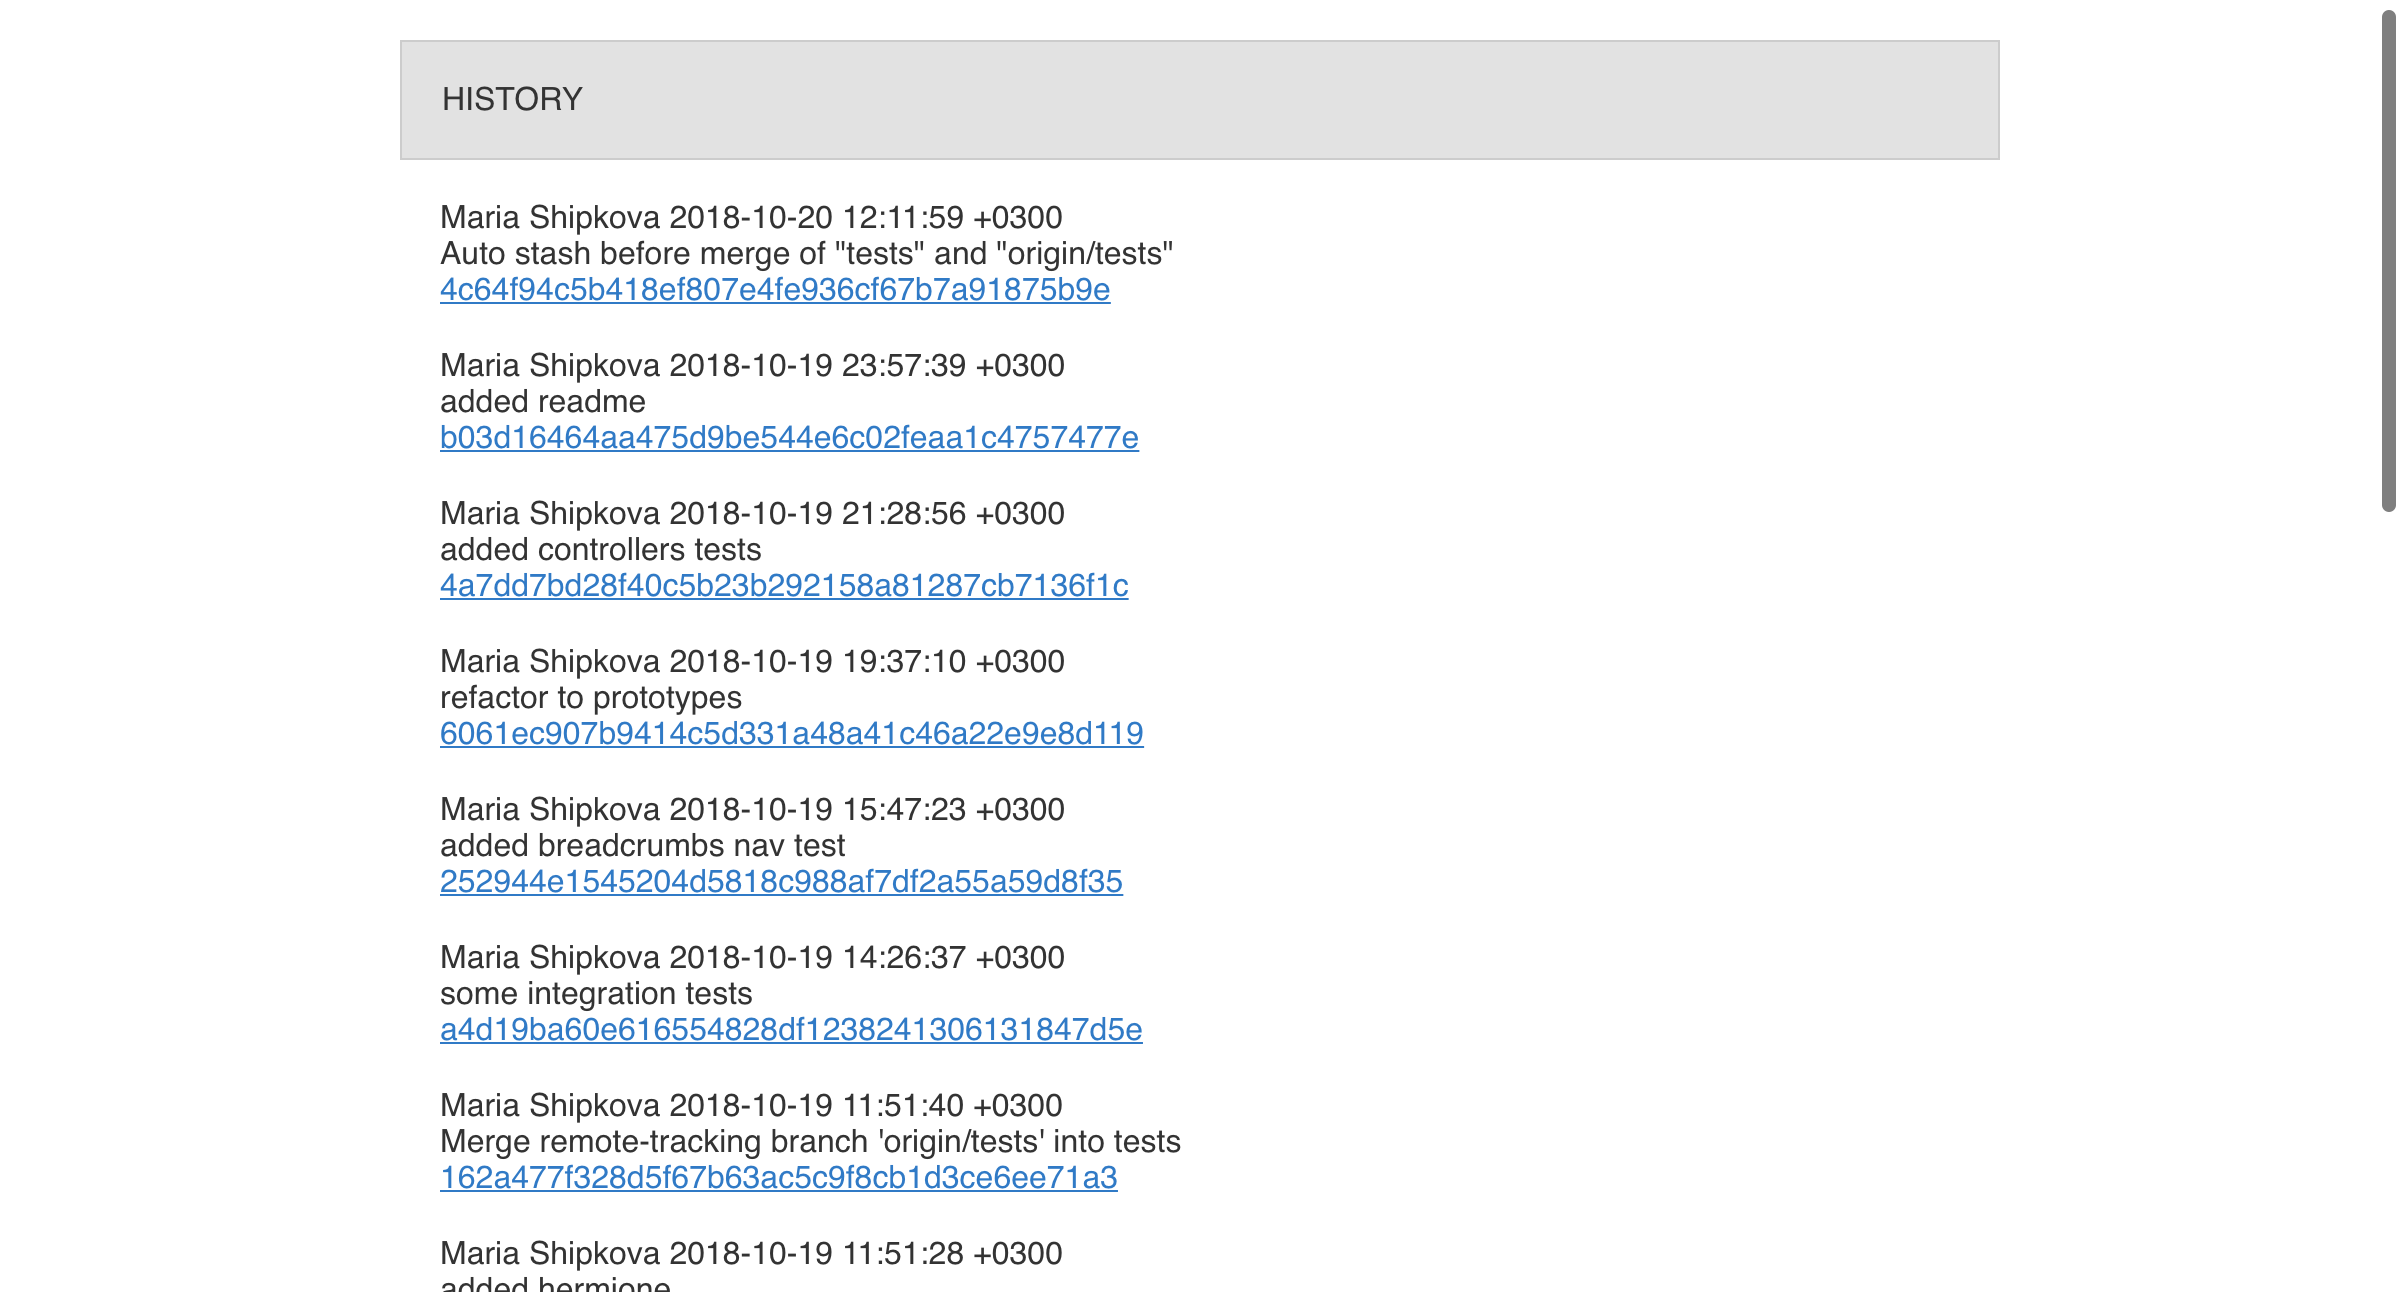 HISTORY
Maria Shipkova 2018-10-20 12:11:59 +0300
Auto stash before merge of "tests" and "origin/tests"
4c64f94c5b418ef807e4fe936cf67b7a91875b9e
Maria Shipkova 2018-10-19 23:57:39 +0300
added readme
b03d16464aa475d9be544e6c02feaa1c4757477e
Maria Shipkova 2018-10-19 21:28:56 +0300
added controllers tests
4a7dd7bd28f40c5b23b292158a81287cb7136f1c
Maria Shipkova 2018-10-19 19:37:10 +0300
refactor to prototypes
6061ec907b9414c5d331a48a41c46a22e9e8d119
Maria Shipkova 2018-10-19 15:47:23 +0300
added breadcrumbs nav test
252944e1545204d5818c988af7df2a55a59d8f35
Maria Shipkova 2018-10-19 14:26:37 +0300
some integration tests
a4d19ba60e616554828df1238241306131847d5e
Maria Shipkova 2018-10-19 11:51:40 +0300
Merge remote-tracking branch 'origin/tests' into tests
162a477f328d5f67b63ac5c9f8cb1d3ce6ee71a3
Maria Shipkova 2018-10-19 11:51:28 +0300
added hermione